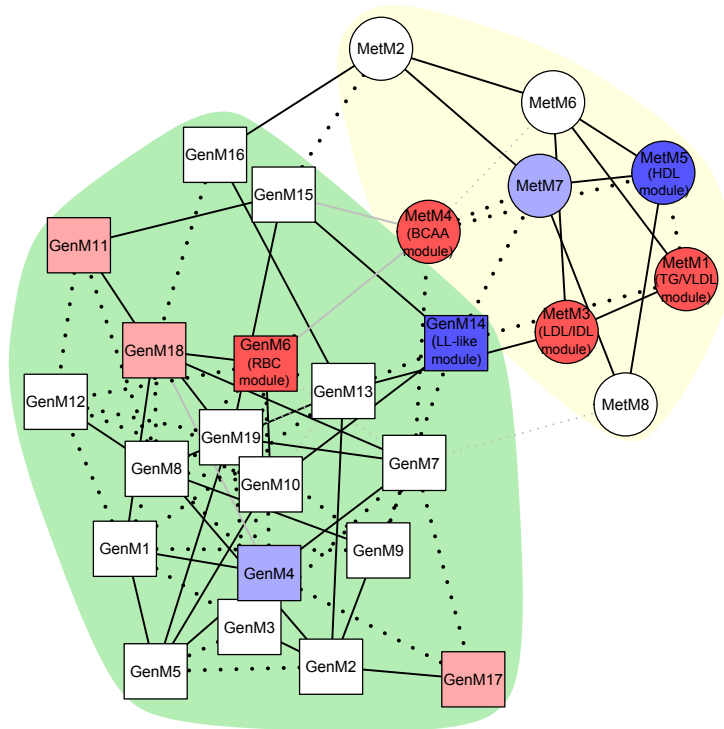 MetM2
MetM6
GenM16
MetM5
(HDL
module)
MetM7
GenM15
MetM4
(BCAA
module)
GenM11
MetM1
(TG/VLDL
module)
GenM14
(LL-like
module)
MetM3
(LDL/IDL
module)
GenM18
GenM6
(RBC
module)
GenM13
GenM12
MetM8
GenM19
GenM8
GenM10
GenM7
GenM1
GenM9
GenM4
GenM3
GenM5
GenM2
GenM17